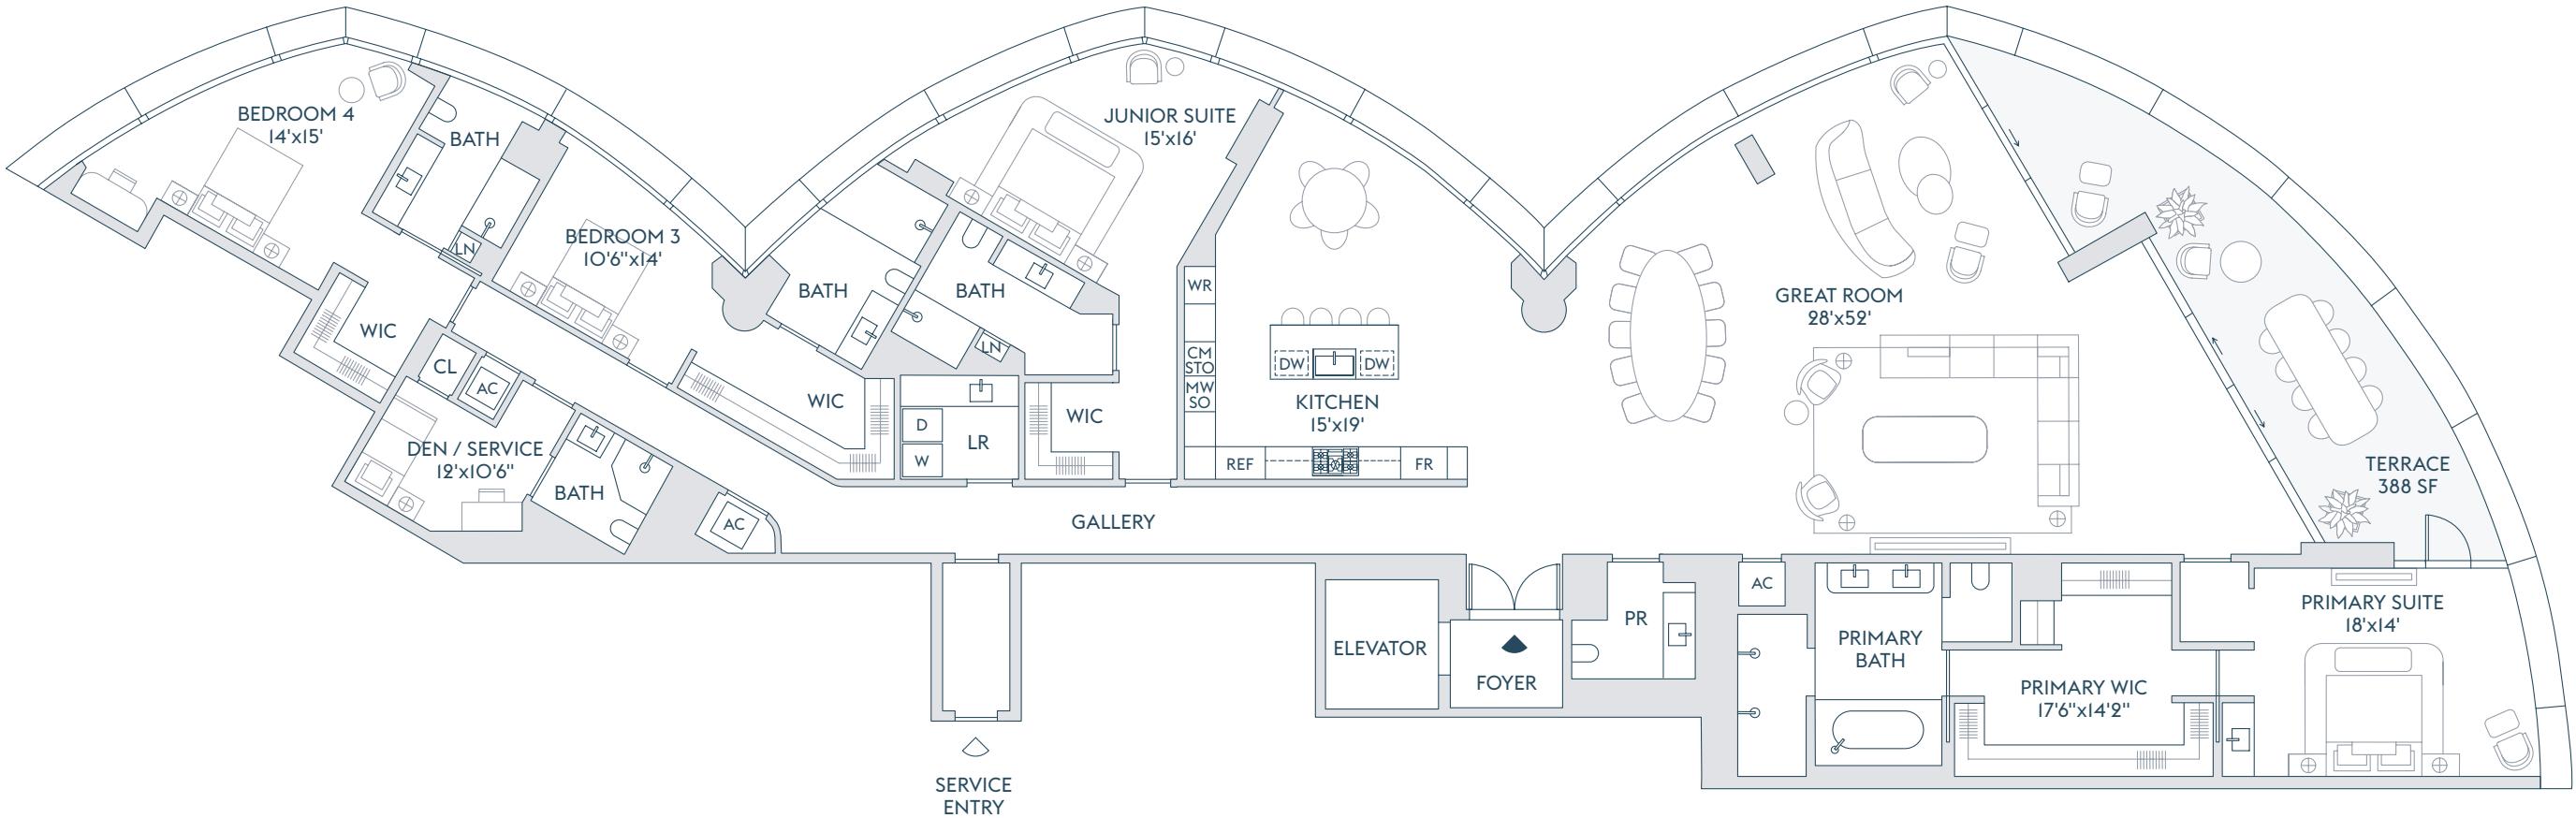 BEDROOM 4
14'x15'
BATH
LN
BEDROOM 3
10'6"x14'
WIC
CL
AC
DEN / SERVICE
12'x10'6"
BATH
AC
BATH
WIC
JUNIOR SUITE
15'x16'
BATH
LN
D
W
LR
WIC
WR
CM
STO
MW
SO
DW
DW
KITCHEN
15'x19'
REF
FR
GALLERY
GREAT ROOM
28'x52'
TERRACE
388 SF
SERVICE
ENTRY
ELEVATOR
FOYER
PR
AC
PRIMARY
BATH
PRIMARY WIC
17'6"x14'2"
PRIMARY SUITE
18'x14'